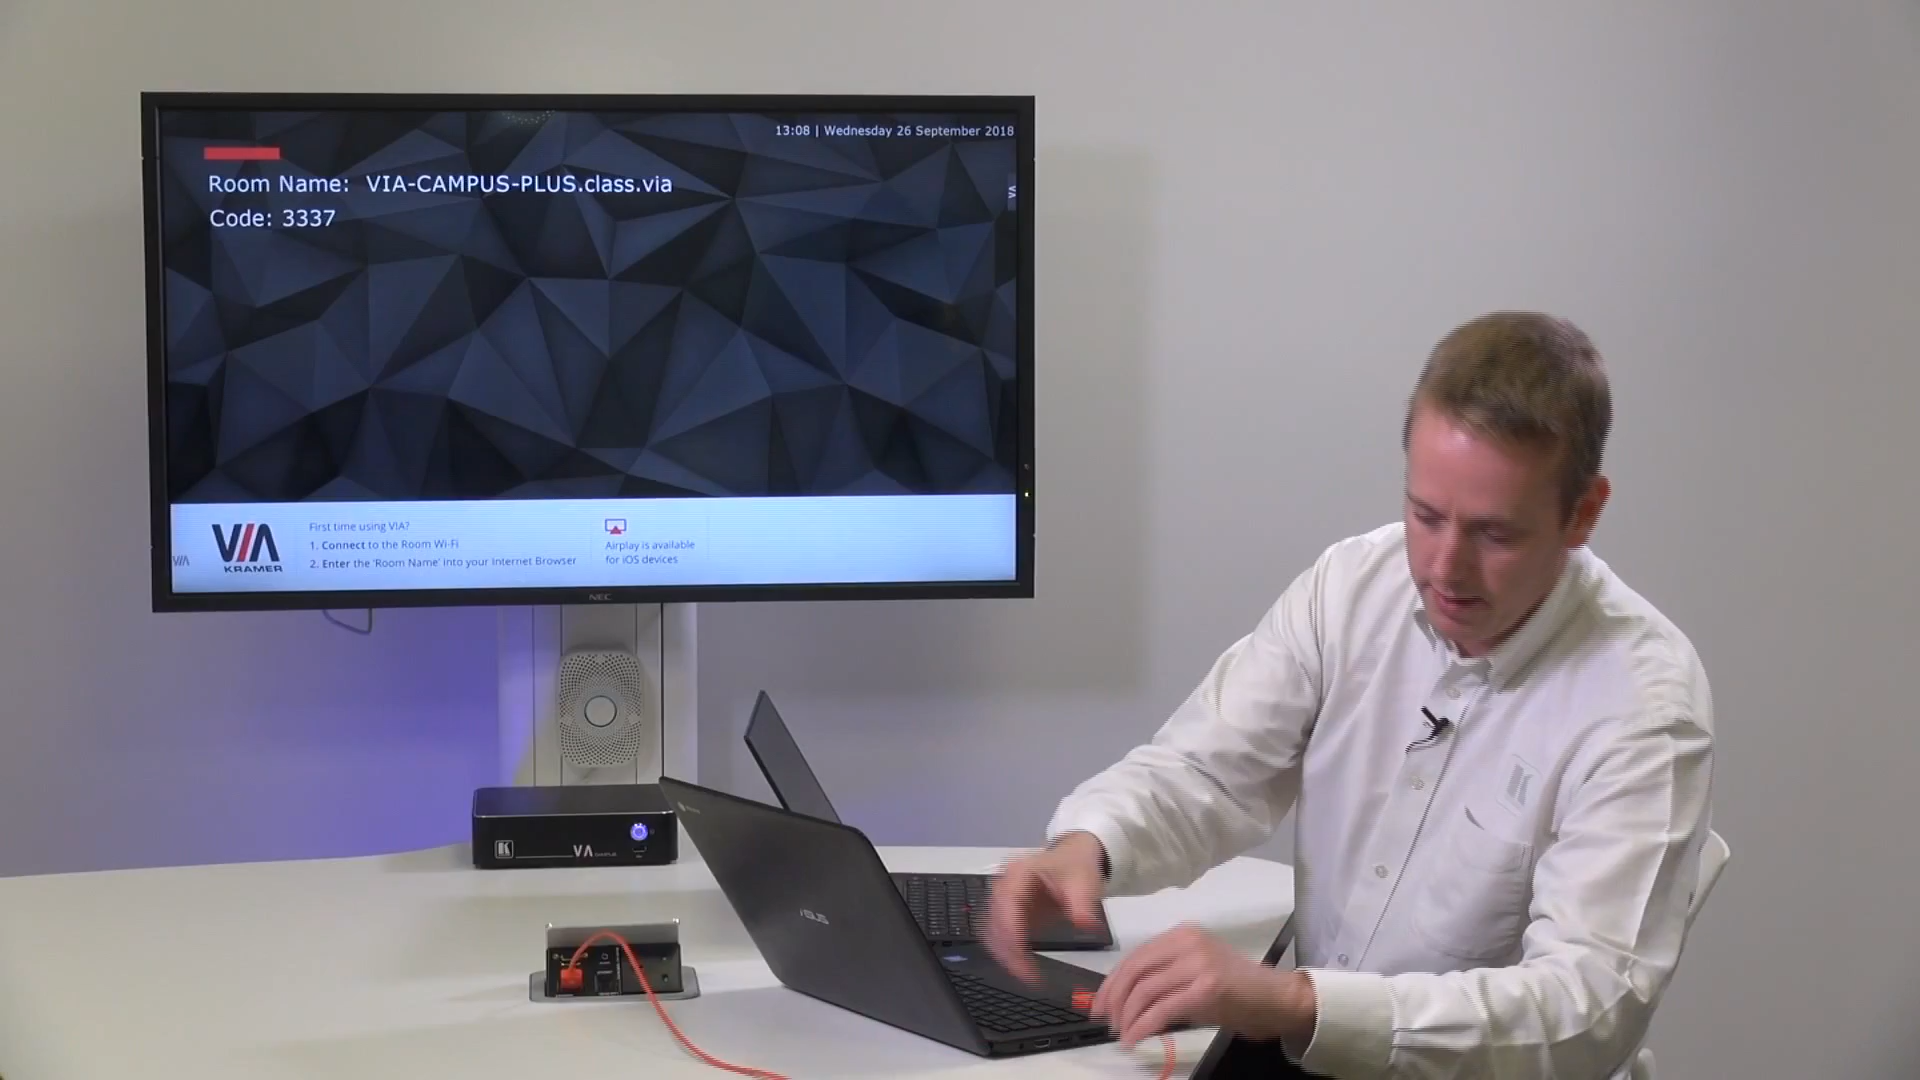 13:08 | Wednesday 26 September 2018
Room Name: VIA-CAMPUS-PLUS.class.via
Code: 3337
VIA
VIA
KRAMER
First time using VIA?
1. Connect to the Room Wi-Fi
2. Enter the 'Room Name' into your Internet Browser
Airplay is available
for iOS devices
VIA
NEC
K
VIA
ASUS
K